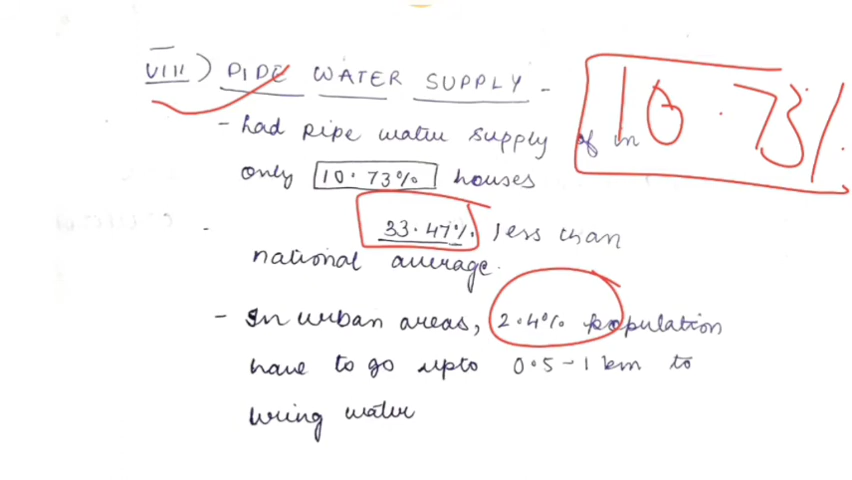 VIII) PIPE WATER SUPPLY -
- had pipe water supply of in
only 10.73% houses
- 33.47% less than
national average.
- In urban areas, 2.4% population
have to go upto 0.5-1 km to
bring water
10.73%